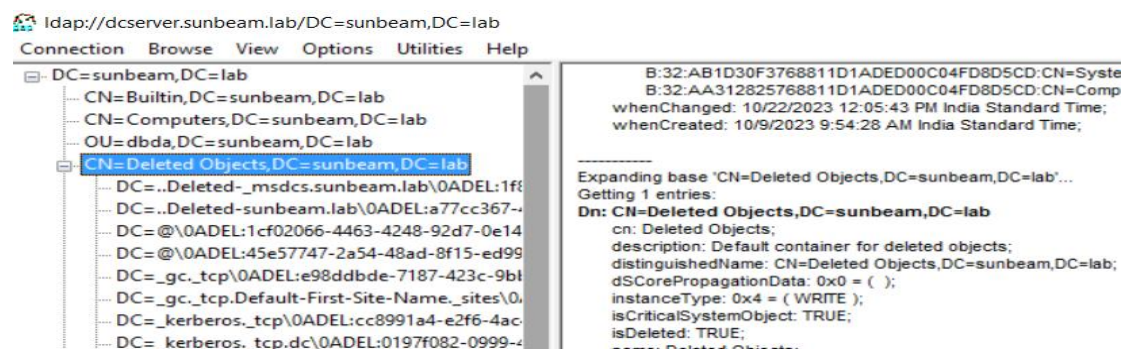 ldap://dcserver.sunbeam.lab/DC=sunbeam,DC=lab
Connection Browse View Options Utilities Help
DC=sunbeam,DC=lab
CN=Builtin,DC=sunbeam,DC=lab
CN=Computers,DC=sunbeam,DC=lab
OU=dbda,DC=sunbeam,DC=lab
CN=Deleted Objects,DC=sunbeam,DC=lab
DC=..Deleted-_msdcs.sunbeam.lab\0ADEL:1f8
DC=..Deleted-sunbeam.lab\0ADEL:a77cc367-
DC=@\0ADEL:1cf02066-4463-4248-92d7-0e14
DC=@\0ADEL:45e57747-2a54-48ad-8f15-ed99
DC=_gc._tcp\0ADEL:e98ddbde-7187-423c-9b
DC=_gc._tcp.Default-First-Site-Name._sites\0
DC=_kerberos._tcp\0ADEL:cc8991a4-e2f6-4ac
DC=_kerberos._tcp.dc\0ADEL:0197f082-0999-
B:32:AB1D30F3768811D1ADED00C04FD8D5CD:CN=Syste
B:32:AA312825768811D1ADED00C04FD8D5CD:CN=Comp
whenChanged: 10/22/2023 12:05:43 PM India Standard Time;
whenCreated: 10/9/2023 9:54:28 AM India Standard Time;
-----------
Expanding base 'CN=Deleted Objects,DC=sunbeam,DC=lab'...
Getting 1 entries:
Dn: CN=Deleted Objects,DC=sunbeam,DC=lab
cn: Deleted Objects;
description: Default container for deleted objects;
distinguishedName: CN=Deleted Objects,DC=sunbeam,DC=lab;
dSCorePropagationData: 0x0 = ( );
instanceType: 0x4 = ( WRITE );
isCriticalSystemObject: TRUE;
isDeleted: TRUE;
name: Deleted Objects;